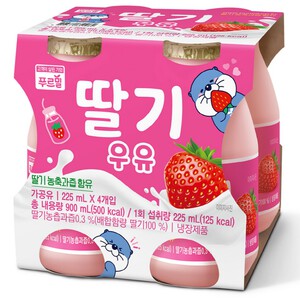 푸르밀
딸기
우유
딸기농축과즙 함유
가공유 | 225 mL X 4개입
총 내용량 900 mL(500 kcal) / 1회 섭취량 225 mL(125 kcal)
딸기농축과즙0.3 %(배합함량 딸기100 %) | 냉장제품